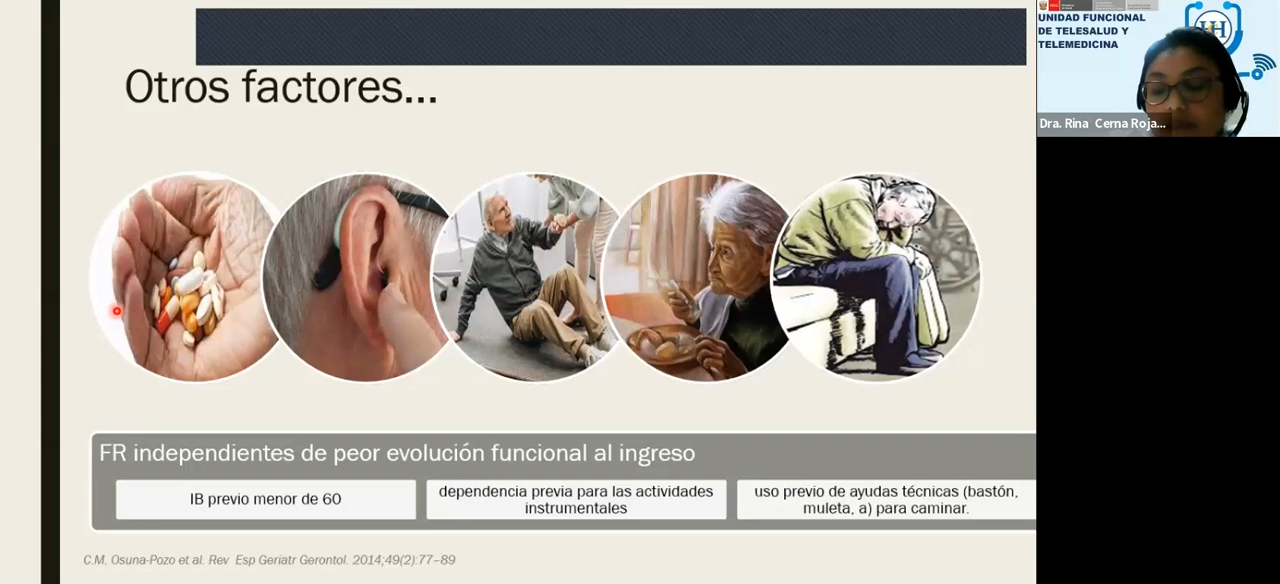 Otros factores...
FR independientes de peor evolución funcional al ingreso
IB previo menor de 60
dependencia previa para las actividades
instrumentales
uso previo de ayudas técnicas (bastón,
muleta, a) para caminar.
C.M. Osuna-Pozo et al. Rev Esp Geriatr Gerontol. 2014;49(2):77–89
UNIDAD FUNCIONAL
DE TELESALUD Y
TELEMEDICINA
Dra. Rina Cerna Roja...